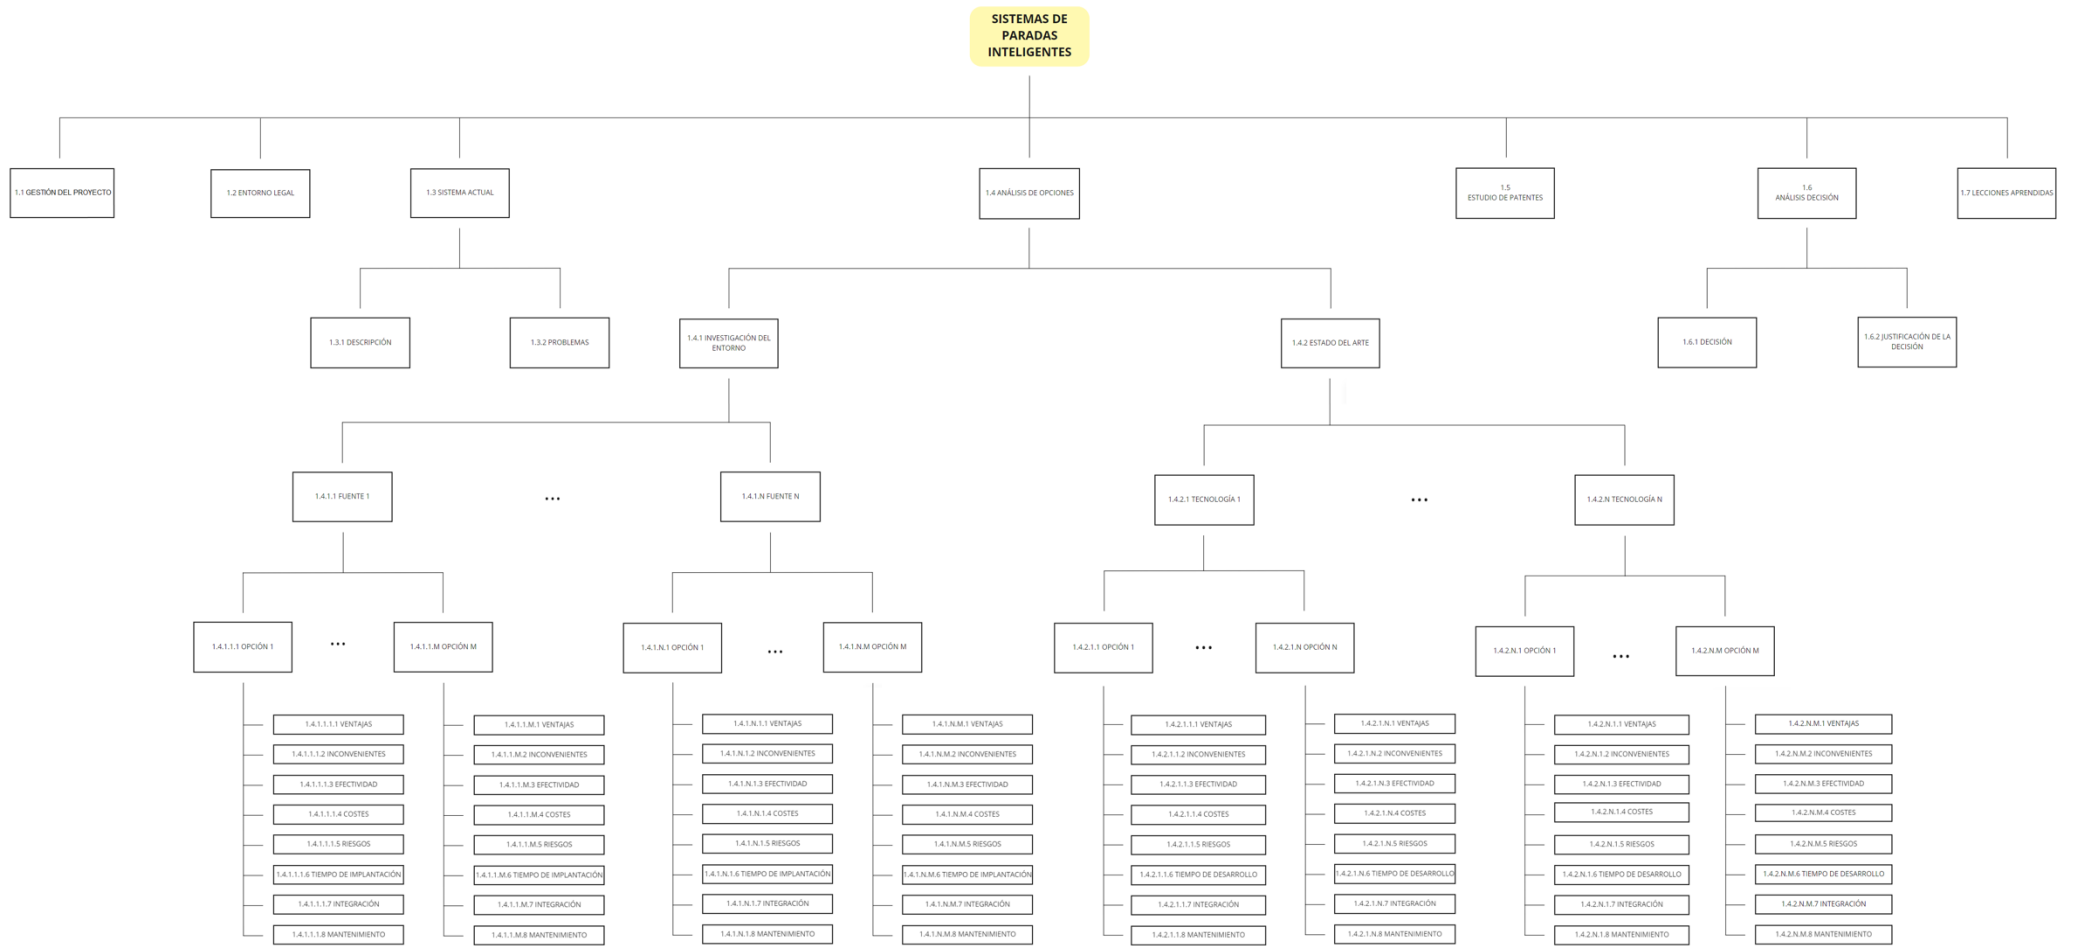 SISTEMAS DE
PARADAS
INTELIGENTES
1.1 GESTIÓN DEL PROYECTO
1.2 ENTORNO LEGAL
1.3 SISTEMA ACTUAL
1.4 ANÁLISIS DE OPCIONES
1.5
ESTUDIO DE PATENTES
1.6
ANÁLISIS DECISIÓN
1.7 LECCIONES APRENDIDAS
1.3.1 DESCRIPCIÓN
1.3.2 PROBLEMAS
1.4.1 INVESTIGACIÓN DEL
ENTORNO
1.4.2 ESTADO DEL ARTE
1.6.1 DECISIÓN
1.6.2 JUSTIFICACIÓN DE LA
DECISIÓN
1.4.1.1 FUENTE 1
...
1.4.1.N FUENTE N
1.4.2.1 TECNOLOGÍA 1
...
1.4.2.N TECNOLOGÍA N
1.4.1.1.1 OPCIÓN 1
...
1.4.1.1.M OPCIÓN M
1.4.1.N.1 OPCIÓN 1
...
1.4.1.N.M OPCIÓN M
1.4.2.1.1 OPCIÓN 1
...
1.4.2.1.N OPCIÓN N
1.4.2.N.1 OPCIÓN 1
...
1.4.2.N.M OPCIÓN M
1.4.1.1.1.1 VENTAJAS
1.4.1.1.1.2 INCONVENIENTES
1.4.1.1.1.3 EFECTIVIDAD
1.4.1.1.1.4 COSTES
1.4.1.1.1.5 RIESGOS
1.4.1.1.1.6 TIEMPO DE IMPLANTACIÓN
1.4.1.1.1.7 INTEGRACIÓN
1.4.1.1.1.8 MANTENIMIENTO
1.4.1.1.M.1 VENTAJAS
1.4.1.1.M.2 INCONVENIENTES
1.4.1.1.M.3 EFECTIVIDAD
1.4.1.1.M.4 COSTES
1.4.1.1.M.5 RIESGOS
1.4.1.1.M.6 TIEMPO DE IMPLANTACIÓN
1.4.1.1.M.7 INTEGRACIÓN
1.4.1.1.M.8 MANTENIMIENTO
1.4.1.N.1.1 VENTAJAS
1.4.1.N.1.2 INCONVENIENTES
1.4.1.N.1.3 EFECTIVIDAD
1.4.1.N.1.4 COSTES
1.4.1.N.1.5 RIESGOS
1.4.1.N.1.6 TIEMPO DE IMPLANTACIÓN
1.4.1.N.1.7 INTEGRACIÓN
1.4.1.N.1.8 MANTENIMIENTO
1.4.1.N.M.1 VENTAJAS
1.4.1.N.M.2 INCONVENIENTES
1.4.1.N.M.3 EFECTIVIDAD
1.4.1.N.M.4 COSTES
1.4.1.N.M.5 RIESGOS
1.4.1.N.M.6 TIEMPO DE IMPLANTACIÓN
1.4.1.N.M.7 INTEGRACIÓN
1.4.1.N.M.8 MANTENIMIENTO
1.4.2.1.1.1 VENTAJAS
1.4.2.1.1.2 INCONVENIENTES
1.4.2.1.1.3 EFECTIVIDAD
1.4.2.1.1.4 COSTES
1.4.2.1.1.5 RIESGOS
1.4.2.1.1.6 TIEMPO DE DESARROLLO
1.4.2.1.1.7 INTEGRACIÓN
1.4.2.1.1.8 MANTENIMIENTO
1.4.2.1.N.1 VENTAJAS
1.4.2.1.N.2 INCONVENIENTES
1.4.2.1.N.3 EFECTIVIDAD
1.4.2.1.N.4 COSTES
1.4.2.1.N.5 RIESGOS
1.4.2.1.N.6 TIEMPO DE DESARROLLO
1.4.2.1.N.7 INTEGRACIÓN
1.4.2.1.N.8 MANTENIMIENTO
1.4.2.N.1.1 VENTAJAS
1.4.2.N.1.2 INCONVENIENTES
1.4.2.N.1.3 EFECTIVIDAD
1.4.2.N.1.4 COSTES
1.4.2.N.1.5 RIESGOS
1.4.2.N.1.6 TIEMPO DE DESARROLLO
1.4.2.N.1.7 INTEGRACIÓN
1.4.2.N.1.8 MANTENIMIENTO
1.4.2.N.M.1 VENTAJAS
1.4.2.N.M.2 INCONVENIENTES
1.4.2.N.M.3 EFECTIVIDAD
1.4.2.N.M.4 COSTES
1.4.2.N.M.5 RIESGOS
1.4.2.N.M.6 TIEMPO DE DESARROLLO
1.4.2.N.M.7 INTEGRACIÓN
1.4.2.N.M.8 MANTENIMIENTO